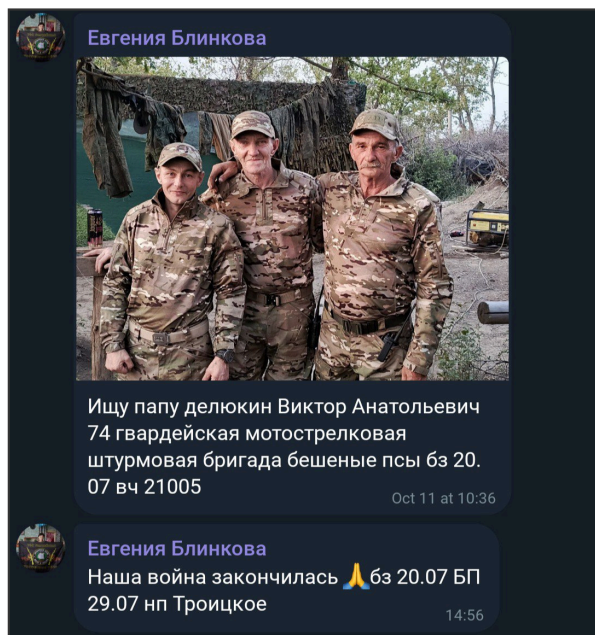 Евгения Блинкова
Ищу папу делюкин Виктор Анатольевич
74 гвардейская мотострелковая
штурмовая бригада бешеные псы бз 20.
07 вч 21005
Oct 11 at 10:36
Евгения Блинкова
Наша война закончилась 🙏бз 20.07 БП
29.07 нп Троицкое
14:56